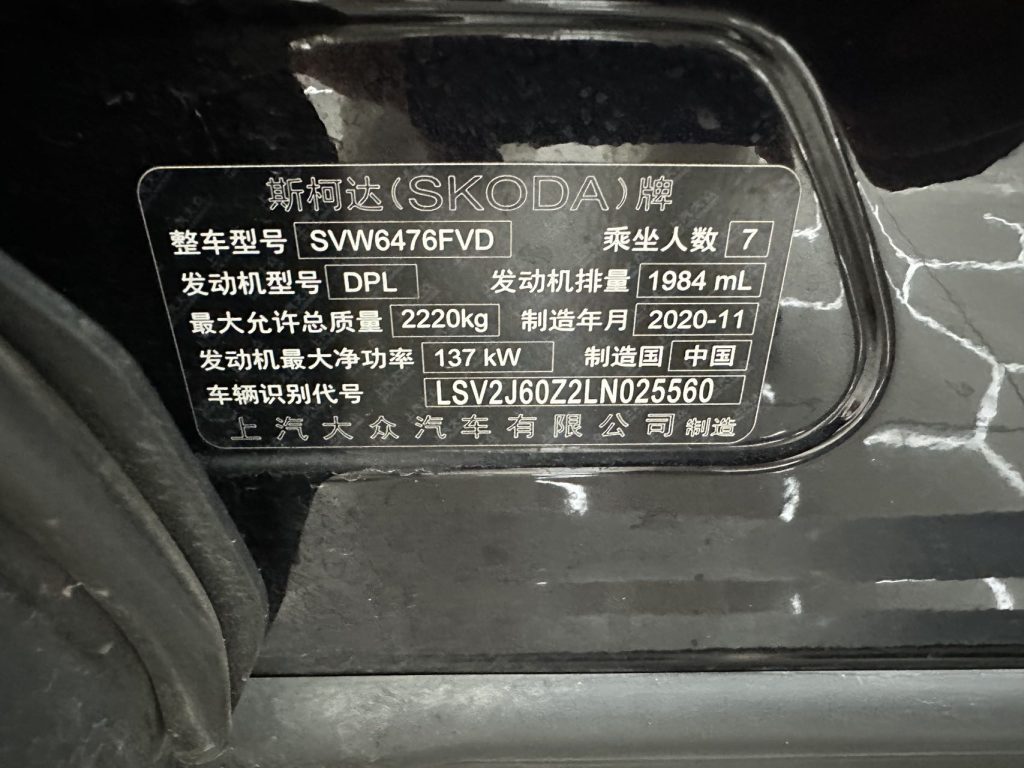 斯柯达(SKODA)牌
整车型号 SVW6476FVD 乘坐人数 7
发动机型号 DPL 发动机排量 1984 mL
最大允许总质量 2220kg 制造年月 2020-11
发动机最大净功率 137 kW 制造国 中国
车辆识别代号 LSV2J60Z2LN025560
上汽大众汽车有限公司 制造